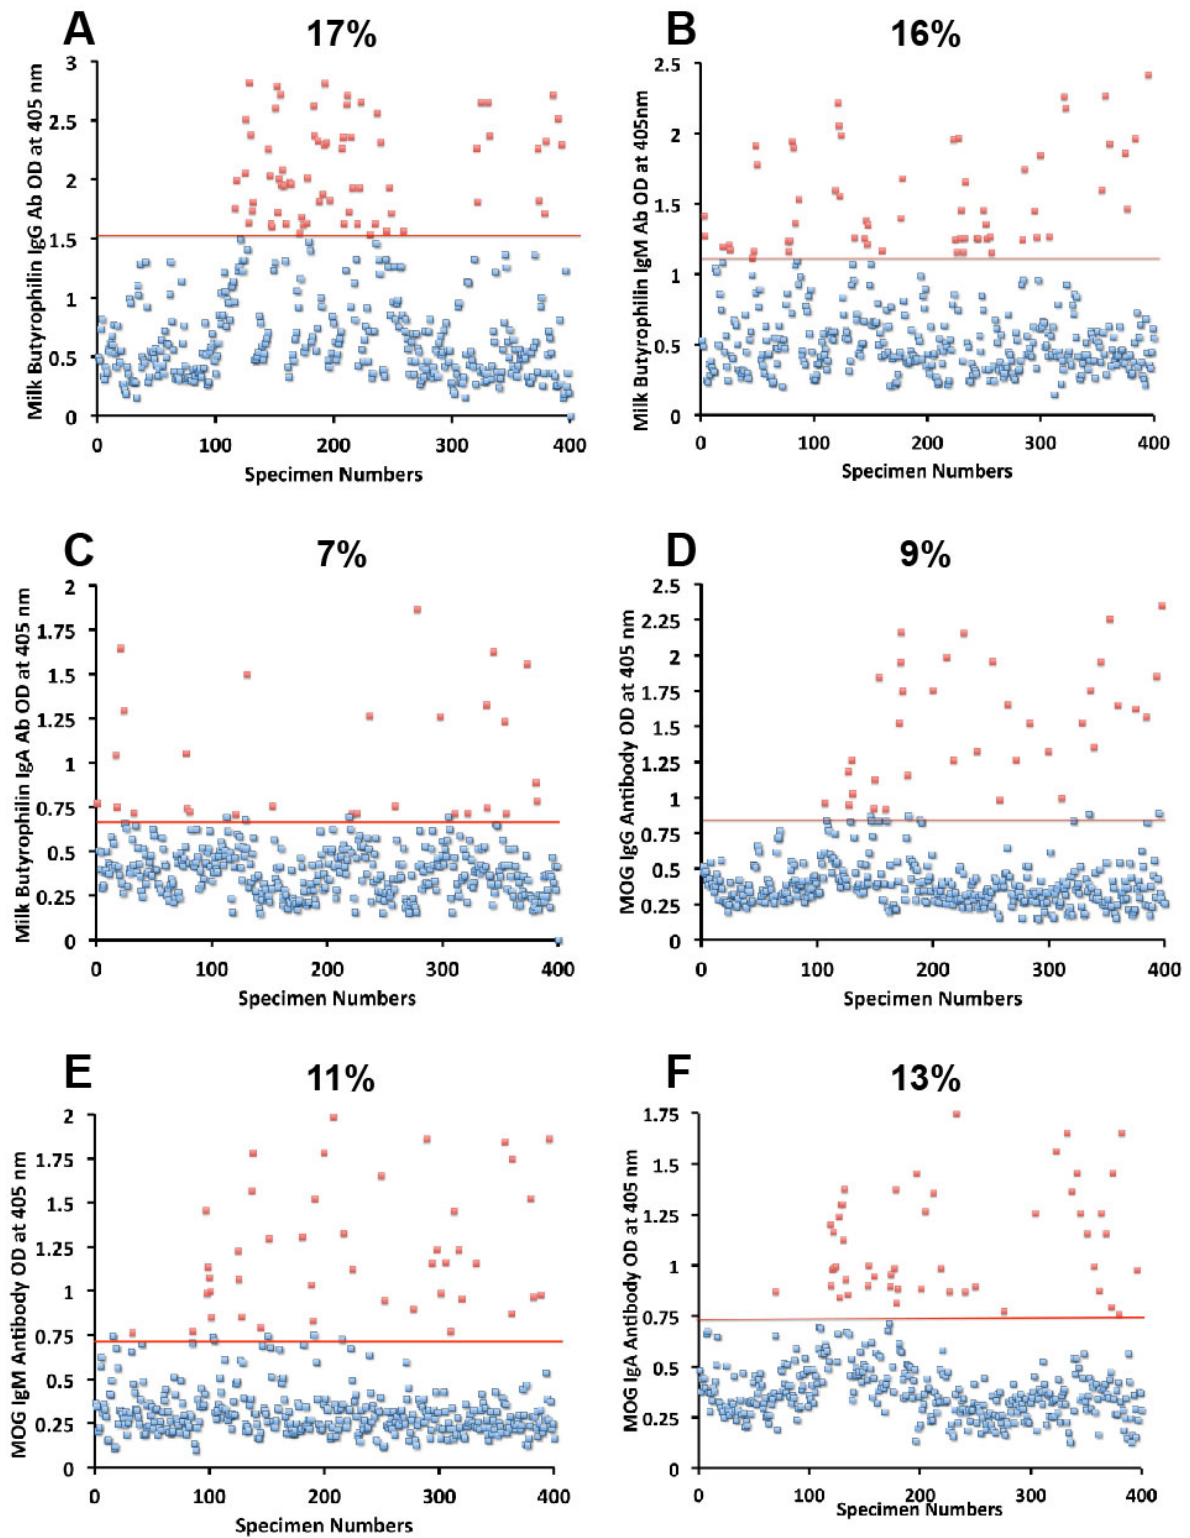 A
17%
Milk Butyrophilin IgG Ab OD at 405 nm
3
2.5
2
1.5
1
0.5
0
0 100 200 300 400
Specimen Numbers
B
16%
Milk Butyrophilin IgM Ab OD at 405nm
2.5
2
1.5
1
0.5
0
0 100 200 300 400
Specimen Numbers
C
7%
Milk Butyrophilin IgA Ab OD at 405 nm
2
1.75
1.5
1.25
1
0.75
0.5
0.25
0
0 100 200 300 400
Specimen Numbers
D
9%
MOG IgG Antibody OD at 405 nm
2.5
2.25
2
1.75
1.5
1.25
1
0.75
0.5
0.25
0
0 100 200 300 400
Specimen Numbers
E
11%
MOG IgM Antibody OD at 405 nm
2
1.75
1.5
1.25
1
0.75
0.5
0.25
0
0 100 200 300 400
Specimen Numbers
F
13%
MOG IgA Antibody OD at 405 nm
1.75
1.5
1.25
1
0.75
0.5
0.25
0
0 100 200 300 400
Specimen Numbers